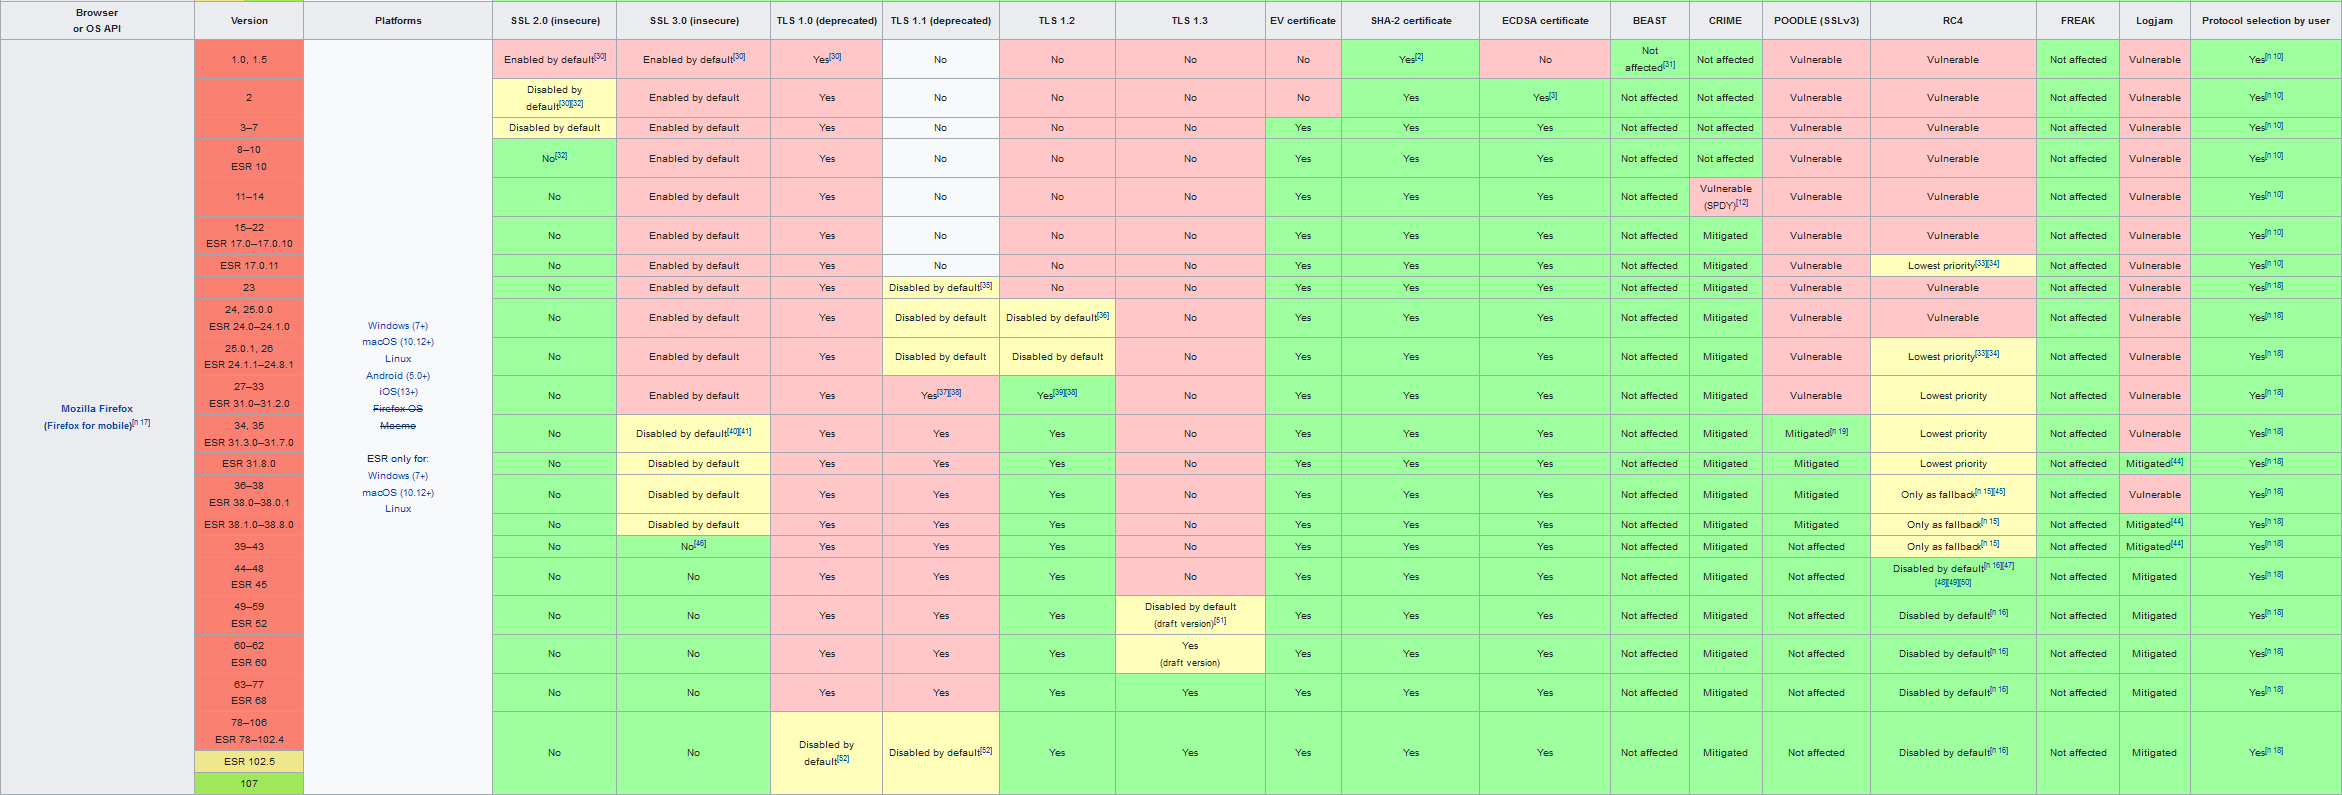 Browser
or OS API Version Platforms SSL 2.0 (insecure) SSL 3.0 (insecure) TLS 1.0 (deprecated) TLS 1.1 (deprecated) TLS 1.2 TLS 1.3 EV certificate SHA-2 certificate ECDSA certificate BEAST CRIME POODLE (SSLv3) RC4 FREAK Logjam Protocol selection by user
Mozilla Firefox
(Firefox for mobile)[n 17]
Windows (7+)
macOS (10.12+)
Linux
Android (5.0+)
iOS(13+)
Firefox OS
Maemo
ESR only for:
Windows (7+)
macOS (10.12+)
Linux
1.0, 1.5 Enabled by default[30] Enabled by default[30] Yes[30] No No No No Yes[2] No Not affected[31] Not affected Vulnerable Vulnerable Not affected Vulnerable Yes[n 10]
2 Disabled by default[30][32] Enabled by default Yes No No No No Yes Yes[3] Not affected Not affected Vulnerable Vulnerable Not affected Vulnerable Yes[n 10]
3–7 Disabled by default Enabled by default Yes No No No Yes Yes Yes Not affected Not affected Vulnerable Vulnerable Not affected Vulnerable Yes[n 10]
8–10
ESR 10 No[32] Enabled by default Yes No No No Yes Yes Yes Not affected Not affected Vulnerable Vulnerable Not affected Vulnerable Yes[n 10]
11–14 No Enabled by default Yes No No No Yes Yes Yes Not affected Vulnerable (SPDY)[12] Vulnerable Vulnerable Not affected Vulnerable Yes[n 10]
15–22
ESR 17.0–17.0.10 No Enabled by default Yes No No No Yes Yes Yes Not affected Mitigated Vulnerable Vulnerable Not affected Vulnerable Yes[n 10]
ESR 17.0.11 No Enabled by default Yes No No No Yes Yes Yes Not affected Mitigated Vulnerable Lowest priority[33][34] Not affected Vulnerable Yes[n 10]
23 No Enabled by default Yes Disabled by default[35] No No Yes Yes Yes Not affected Mitigated Vulnerable Vulnerable Not affected Vulnerable Yes[n 18]
24, 25.0.0
ESR 24.0–24.1.0 No Enabled by default Yes Disabled by default Disabled by default[36] No Yes Yes Yes Not affected Mitigated Vulnerable Vulnerable Not affected Vulnerable Yes[n 18]
25.0.1, 26
ESR 24.1.1–24.8.1 No Enabled by default Yes Disabled by default Disabled by default No Yes Yes Yes Not affected Mitigated Vulnerable Lowest priority[33][34] Not affected Vulnerable Yes[n 18]
27–33
ESR 31.0–31.2.0 No Enabled by default Yes Yes[37][38] Yes[39][38] No Yes Yes Yes Not affected Mitigated Vulnerable Lowest priority Not affected Vulnerable Yes[n 18]
34, 35
ESR 31.3.0–31.7.0 No Disabled by default[40][41] Yes Yes Yes No Yes Yes Yes Not affected Mitigated Mitigated[n 19] Lowest priority Not affected Vulnerable Yes[n 18]
ESR 31.8.0 No Disabled by default Yes Yes Yes No Yes Yes Yes Not affected Mitigated Mitigated Lowest priority Not affected Mitigated[44] Yes[n 18]
36–38
ESR 38.0–38.0.1 No Disabled by default Yes Yes Yes No Yes Yes Yes Not affected Mitigated Mitigated Only as fallback[n 15][45] Not affected Vulnerable Yes[n 18]
ESR 38.1.0–38.8.0 No Disabled by default Yes Yes Yes No Yes Yes Yes Not affected Mitigated Mitigated Only as fallback[n 15] Not affected Mitigated[44] Yes[n 18]
39–43 No No[46] Yes Yes Yes No Yes Yes Yes Not affected Mitigated Not affected Only as fallback[n 15] Not affected Mitigated[44] Yes[n 18]
44–48
ESR 45 No No Yes Yes Yes No Yes Yes Yes Not affected Mitigated Not affected Disabled by default[n 16][47][48][49][50] Not affected Mitigated Yes[n 18]
49–59
ESR 52 No No Yes Yes Yes Disabled by default (draft version)[51] Yes Yes Yes Not affected Mitigated Not affected Disabled by default[n 16] Not affected Mitigated Yes[n 18]
60–62
ESR 60 No No Yes Yes Yes Yes (draft version) Yes Yes Yes Not affected Mitigated Not affected Disabled by default[n 16] Not affected Mitigated Yes[n 18]
63–77
ESR 68 No No Yes Yes Yes Yes Yes Yes Yes Not affected Mitigated Not affected Disabled by default[n 16] Not affected Mitigated Yes[n 18]
78–106
ESR 78–102.4
ESR 102.5
107 No No Disabled by default[52] Disabled by default[52] Yes Yes Yes Yes Yes Not affected Mitigated Not affected Disabled by default[n 16] Not affected Mitigated Yes[n 18]